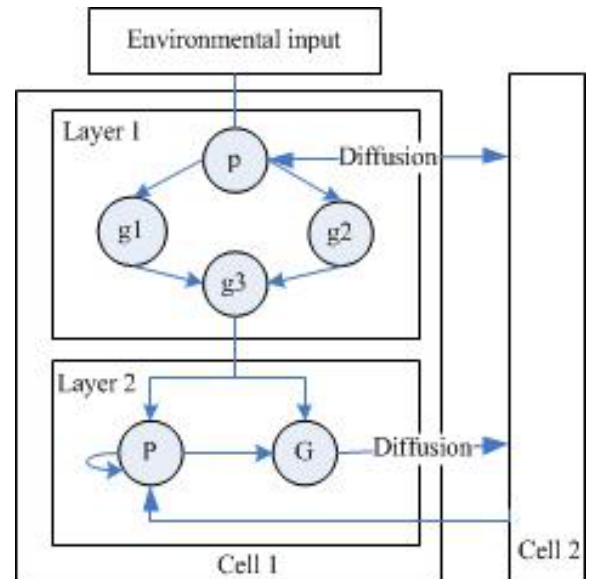 Environmental input
Layer 1
p
Diffusion
g1
g2
g3
Layer 2
P
G
Diffusion
Cell 1
Cell 2